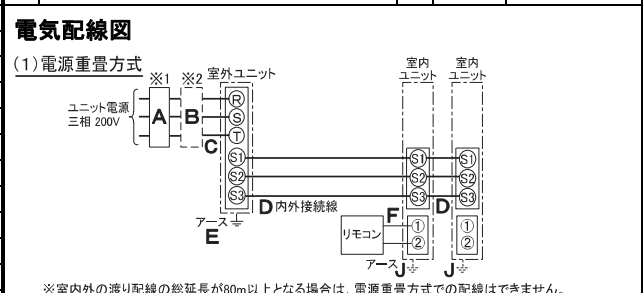 電気配線図
(1)電源重畳方式
※1 ※2 室外ユニット
室内ユニット 室内ユニット
ユニット電源
三相 200V
A B
R
S
T
C
S1 S1 S1
S2 S2 S2
S3 S3 S3
D 内外接続線 D
アース
E
F
リモコン
① ①
② ②
アース J J
※室内外の渡り配線の総延長が80m以上となる場合は、電源重畳方式での配線はできません。